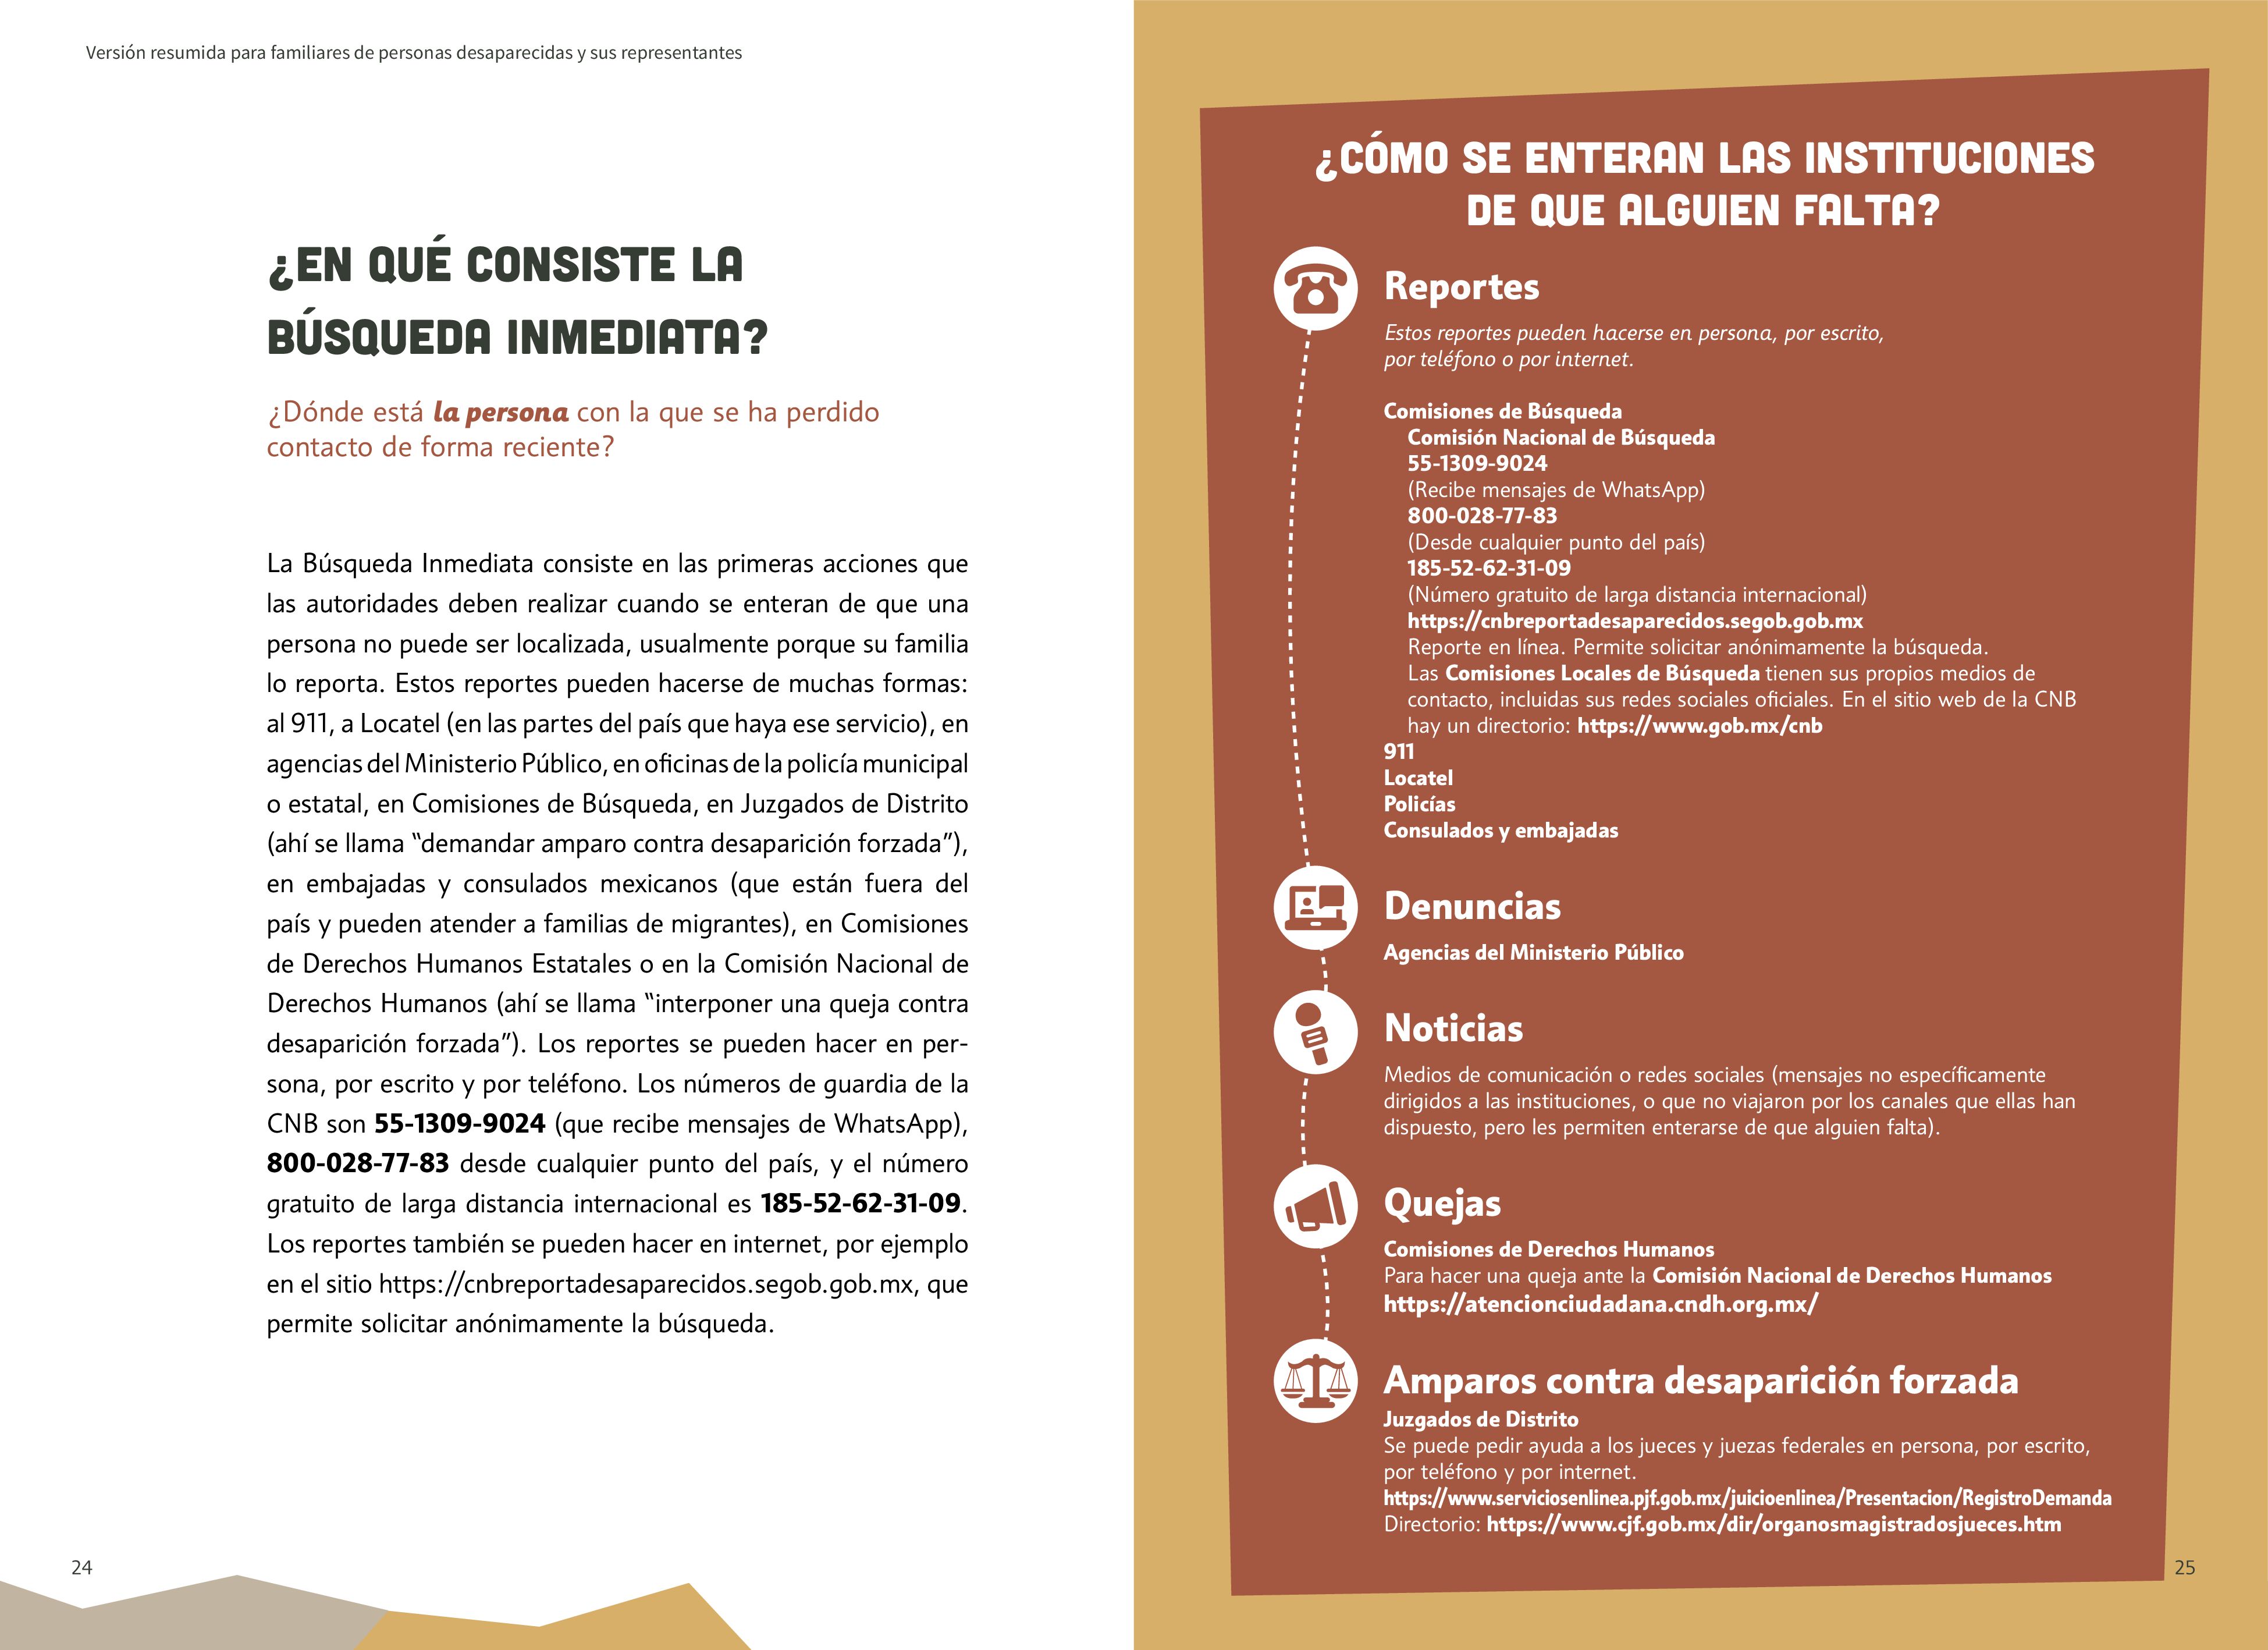 Versión resumida para familiares de personas desaparecidas y sus representantes
¿EN QUÉ CONSISTE LA
BÚSQUEDA INMEDIATA?
¿Dónde está la persona con la que se ha perdido
contacto de forma reciente?
La Búsqueda Inmediata consiste en las primeras acciones que
las autoridades deben realizar cuando se enteran de que una
persona no puede ser localizada, usualmente porque su familia
lo reporta. Estos reportes pueden hacerse de muchas formas:
al 911, a Locatel (en las partes del país que haya ese servicio), en
agencias del Ministerio Público, en oficinas de la policía municipal
o estatal, en Comisiones de Búsqueda, en Juzgados de Distrito
(ahí se llama “demandar amparo contra desaparición forzada”),
en embajadas y consulados mexicanos (que están fuera del
país y pueden atender a familias de migrantes), en Comisiones
de Derechos Humanos Estatales o en la Comisión Nacional de
Derechos Humanos (ahí se llama “interponer una queja contra
desaparición forzada”). Los reportes se pueden hacer en per-
sona, por escrito y por teléfono. Los números de guardia de la
CNB son 55-1309-9024 (que recibe mensajes de WhatsApp),
800-028-77-83 desde cualquier punto del país, y el número
gratuito de larga distancia internacional es 185-52-62-31-09.
Los reportes también se pueden hacer en internet, por ejemplo
en el sitio https://cnbreportadesaparecidos.segob.gob.mx, que
permite solicitar anónimamente la búsqueda.
24
¿CÓMO SE ENTERAN LAS INSTITUCIONES
DE QUE ALGUIEN FALTA?
Reportes
Estos reportes pueden hacerse en persona, por escrito,
por teléfono o por internet.
Comisiones de Búsqueda
Comisión Nacional de Búsqueda
55-1309-9024
(Recibe mensajes de WhatsApp)
800-028-77-83
(Desde cualquier punto del país)
185-52-62-31-09
(Número gratuito de larga distancia internacional)
https://cnbreportadesaparecidos.segob.gob.mx
Reporte en línea. Permite solicitar anónimamente la búsqueda.
Las Comisiones Locales de Búsqueda tienen sus propios medios de
contacto, incluidas sus redes sociales oficiales. En el sitio web de la CNB
hay un directorio: https://www.gob.mx/cnb
911
Locatel
Policías
Consulados y embajadas
Denuncias
Agencias del Ministerio Público
Noticias
Medios de comunicación o redes sociales (mensajes no específicamente
dirigidos a las instituciones, o que no viajaron por los canales que ellas han
dispuesto, pero les permiten enterarse de que alguien falta).
Quejas
Comisiones de Derechos Humanos
Para hacer una queja ante la Comisión Nacional de Derechos Humanos
https://atencionciudadana.cndh.org.mx/
Amparos contra desaparición forzada
Juzgados de Distrito
Se puede pedir ayuda a los jueces y juezas federales en persona, por escrito,
por teléfono y por internet.
https://www.serviciosenlinea.pjf.gob.mx/juicioenlinea/Presentacion/RegistroDemanda
Directorio: https://www.cjf.gob.mx/dir/organosmagistradosjueces.htm
25